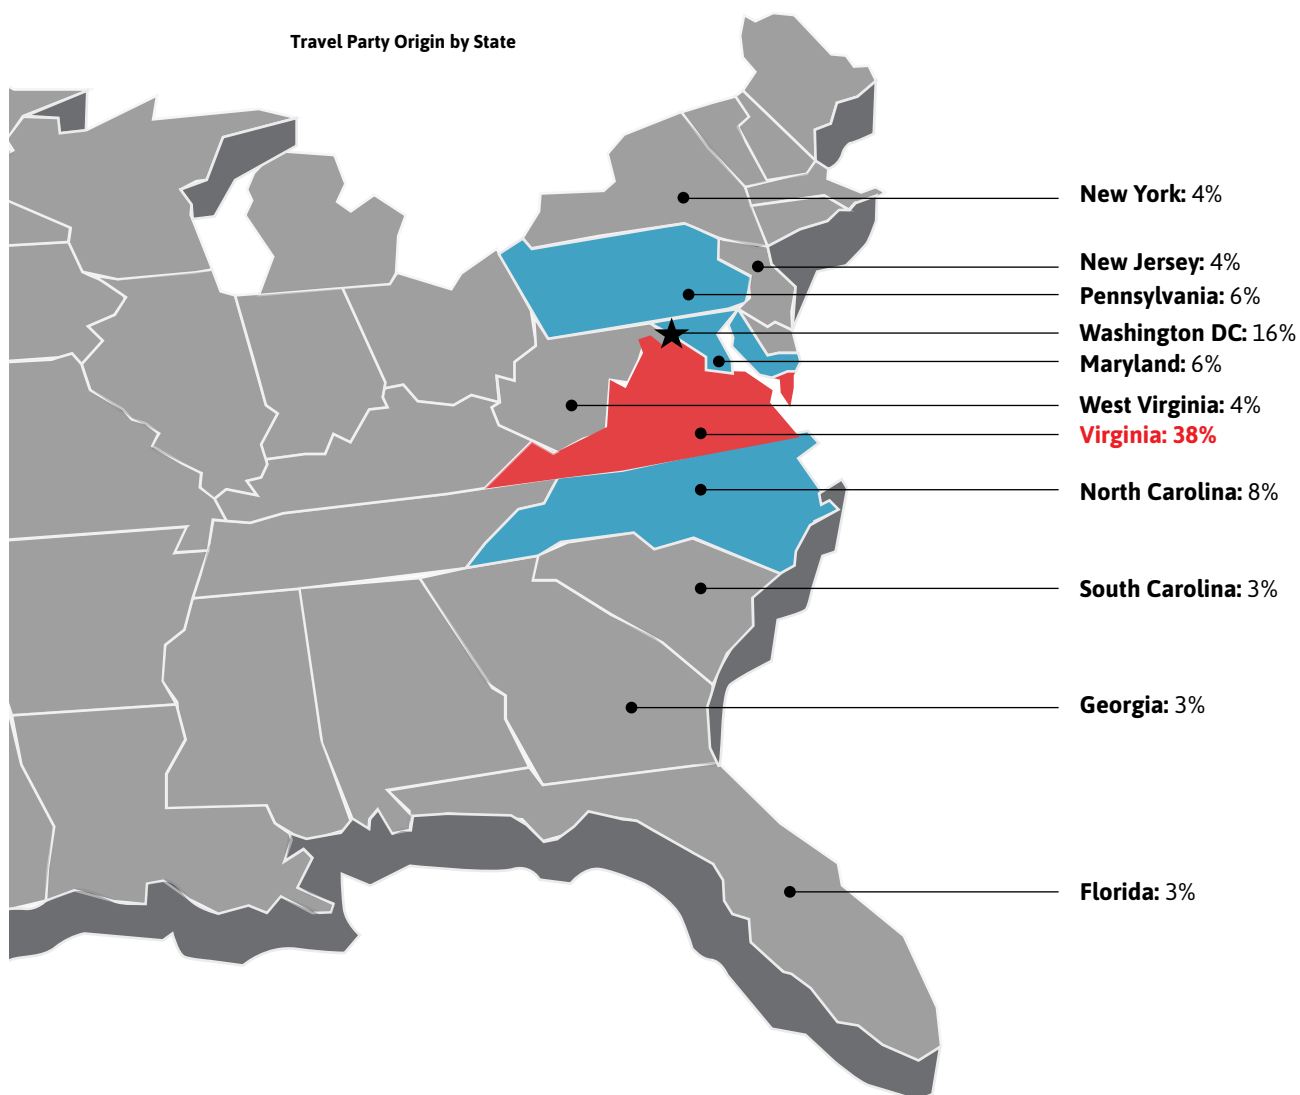 Travel Party Origin by State
New York: 4%
New Jersey: 4%
Pennsylvania: 6%
Washington DC: 16%
Maryland: 6%
West Virginia: 4%
Virginia: 38%
North Carolina: 8%
South Carolina: 3%
Georgia: 3%
Florida: 3%